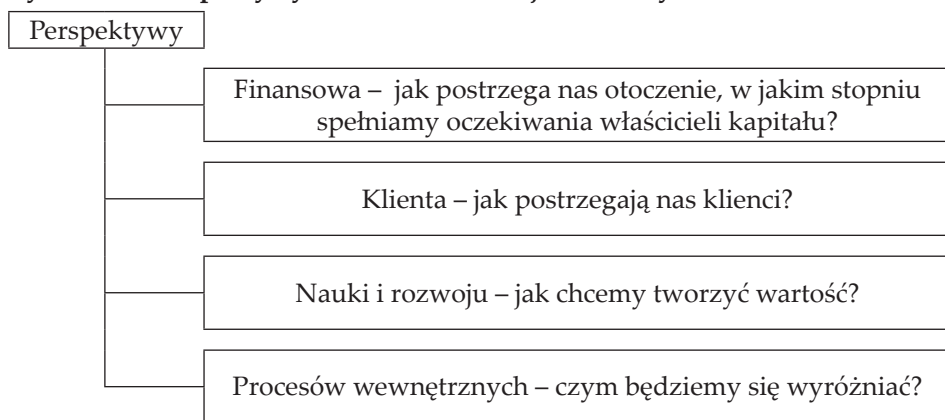 Perspektywy
Finansowa – jak postrzega nas otoczenie, w jakim stopniu
spełniamy oczekiwania właścicieli kapitału?
Klienta – jak postrzegają nas klienci?
Nauki i rozwoju – jak chcemy tworzyć wartość?
Procesów wewnętrznych – czym będziemy się wyróżniać?